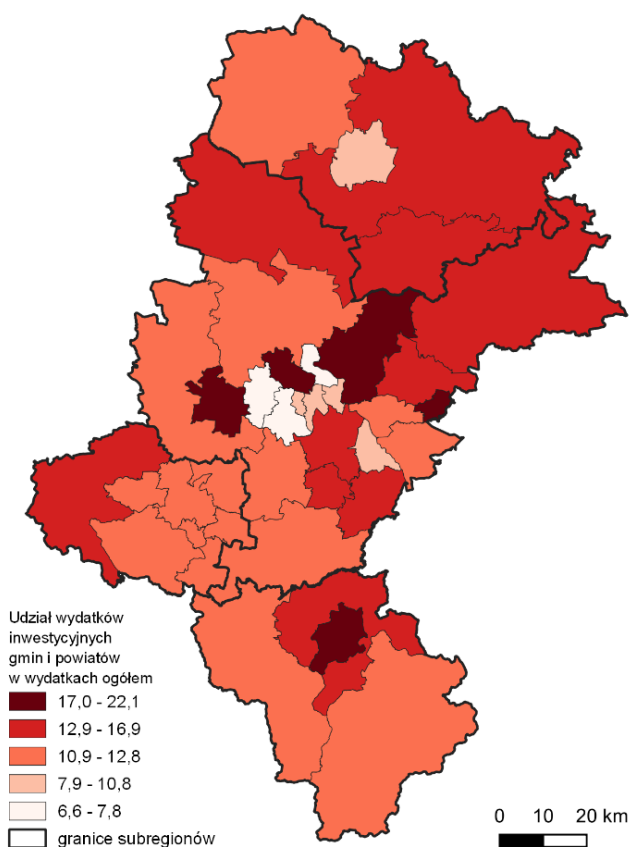 Udział wydatków
inwestycyjnych
gmin i powiatów
w wydatkach ogółem
17,0 - 22,1
12,9 - 16,9
10,9 - 12,8
7,9 - 10,8
6,6 - 7,8
granice subregionów
0 10 20 km